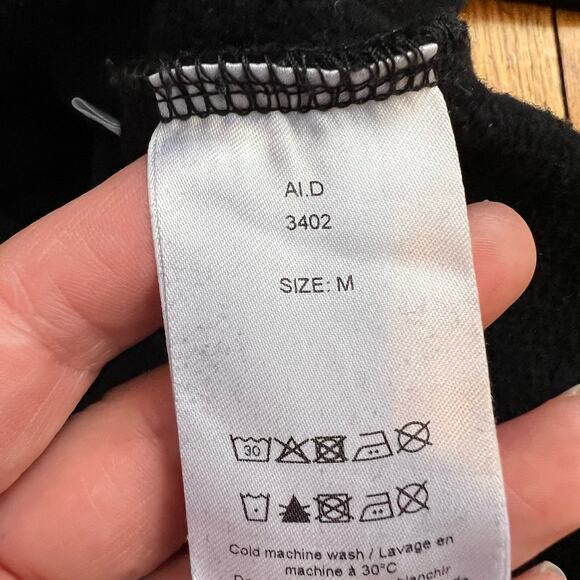 AI.D
3402
SIZE: M
30
Cold machine wash / Lavage en
machine à 30°C